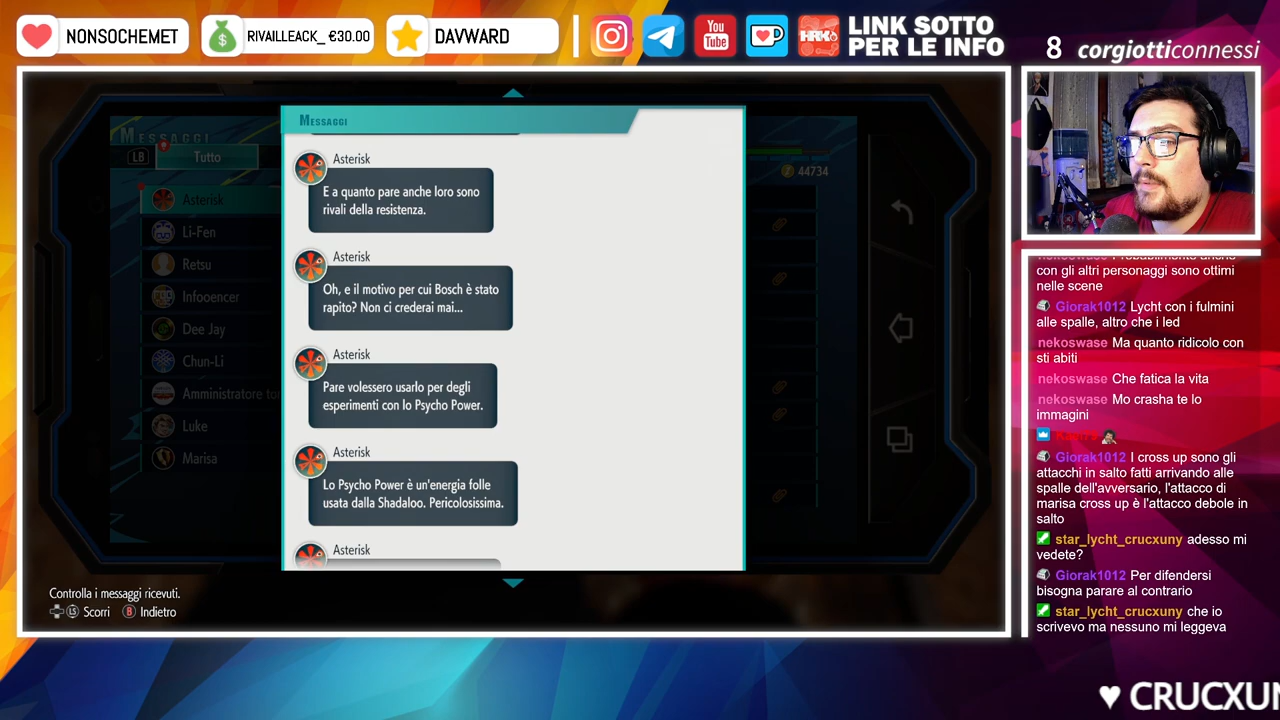 NONSOCHEMET
RIVAILLEACK_ €30.00
DAVWARD
You
Tube
HRK
LINK SOTTO
PER LE INFO
8 corgiotticonnessi
MESSAGGI
LB
Tutto
44734
Asterisk
Li-Fen
Retsu
Infooencer
Dee Jay
Chun-Li
Amministratore tor
Luke
Marisa
MESSAGGI
Asterisk
E a quanto pare anche loro sono
rivali della resistenza.
Asterisk
Oh, e il motivo per cui Bosch è stato
rapito? Non ci crederai mai...
Asterisk
Pare volessero usarlo per degli
esperimenti con lo Psycho Power.
Asterisk
Lo Psycho Power è un'energia folle
usata dalla Shadaloo. Pericolosissima.
Asterisk
Controlla i messaggi ricevuti.
LS Scorri B Indietro
con gli altri personaggi sono ottimi
nelle scene
Giorak1012 Lycht con i fulmini
alle spalle, altro che i led
nekoswase Ma quanto ridicolo con
sti abiti
nekoswase Che fatica la vita
nekoswase Mo crasha te lo
immagini
Giorak1012 I cross up sono gli
attacchi in salto fatti arrivando alle
spalle dell'avversario, l'attacco di
marisa cross up è l'attacco debole in
salto
star_lycht_crucxuny adesso mi
vedete?
Giorak1012 Per difendersi
bisogna parare al contrario
star_lycht_crucxuny che io
scrivevo ma nessuno mi leggeva
♥ CRUCXUN